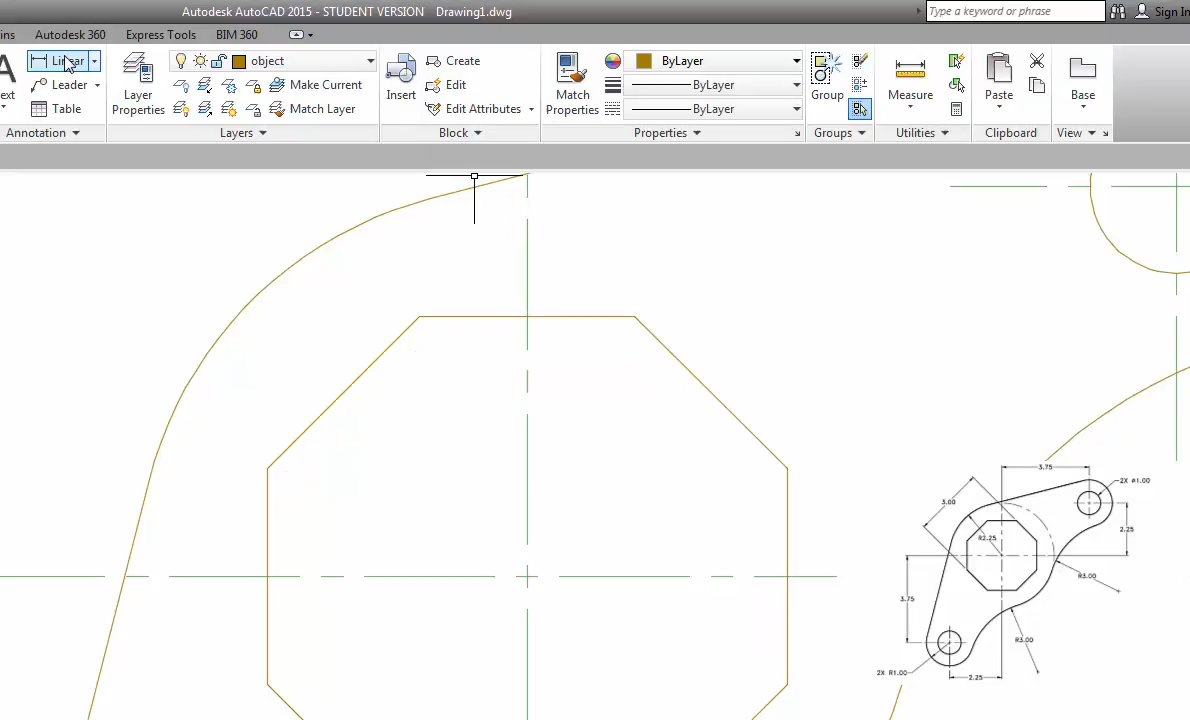 Autodesk AutoCAD 2015 - STUDENT VERSION Drawing1.dwg
Type a keyword or phrase
Sign In
ins
Autodesk 360
Express Tools
BIM 360
A
ext
Linear
Leader
Table
Annotation
Layer
Properties
object
Make Current
Match Layer
Layers
Insert
Create
Edit
Edit Attributes
Block
Match
Properties
ByLayer
ByLayer
ByLayer
Properties
Group
Groups
Measure
Utilities
Paste
Clipboard
Base
View
3.75
2X ø1.00
3.00
R2.25
2.25
R3.00
3.75
R3.00
2X R1.00
2.25